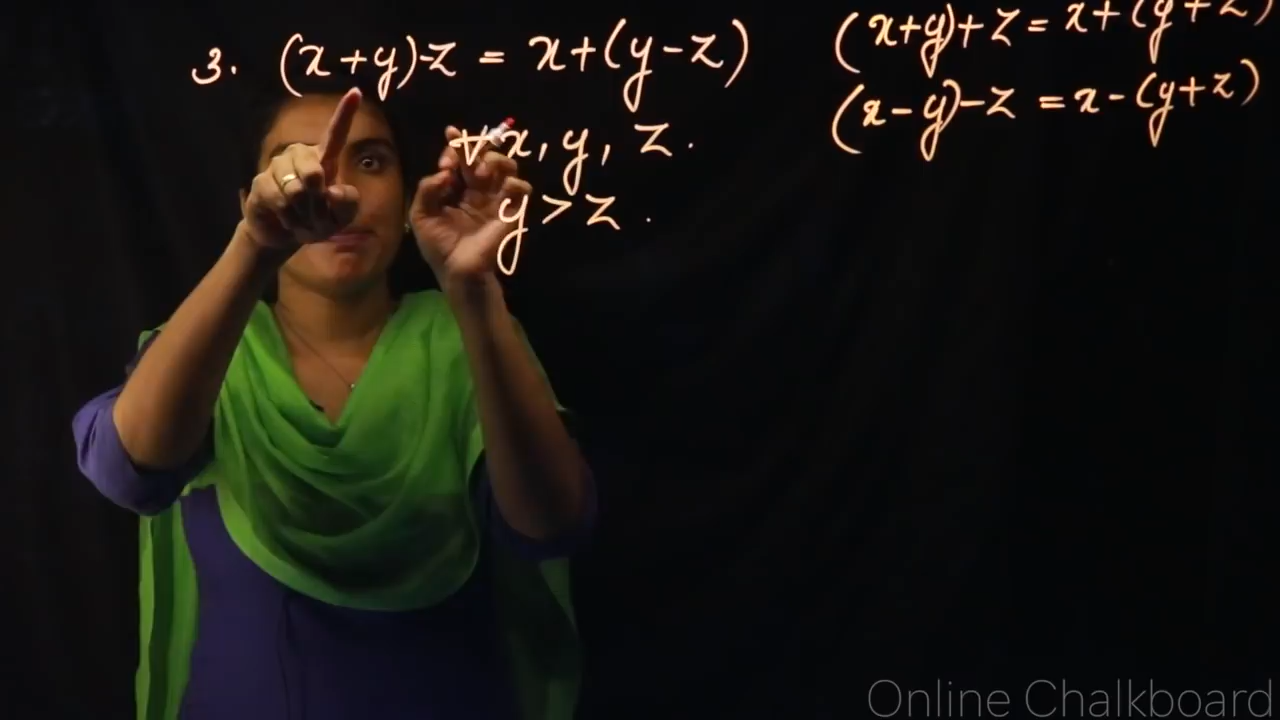 3. (x+y)-z = x+(y-z)
∀x, y, z.
y > z.
(x+y)+z = x+(y+z)
(x-y)-z = x-(y+z)
Online Chalkboard